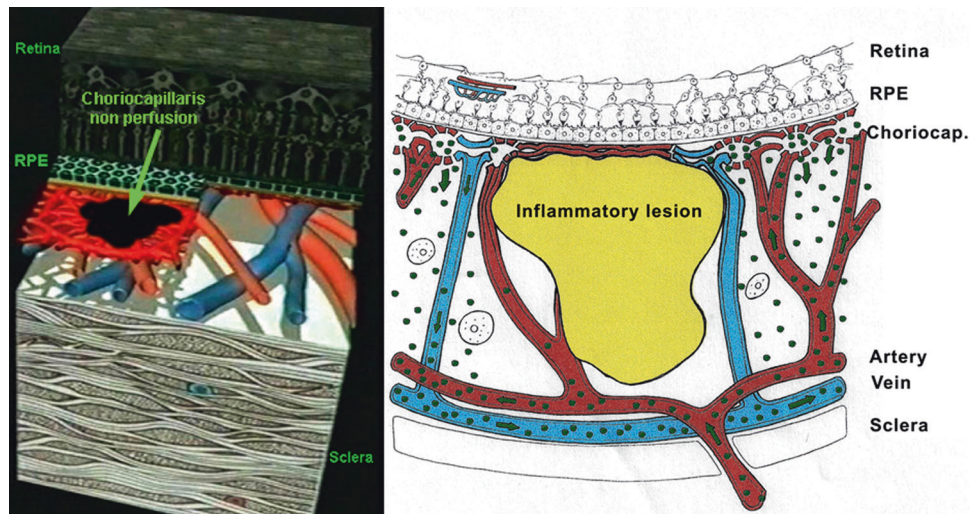 Retina
Choriocapillaris
non perfusion
RPE
Sclera
Retina
RPE
Choriocap.
Inflammatory lesion
Artery
Vein
Sclera